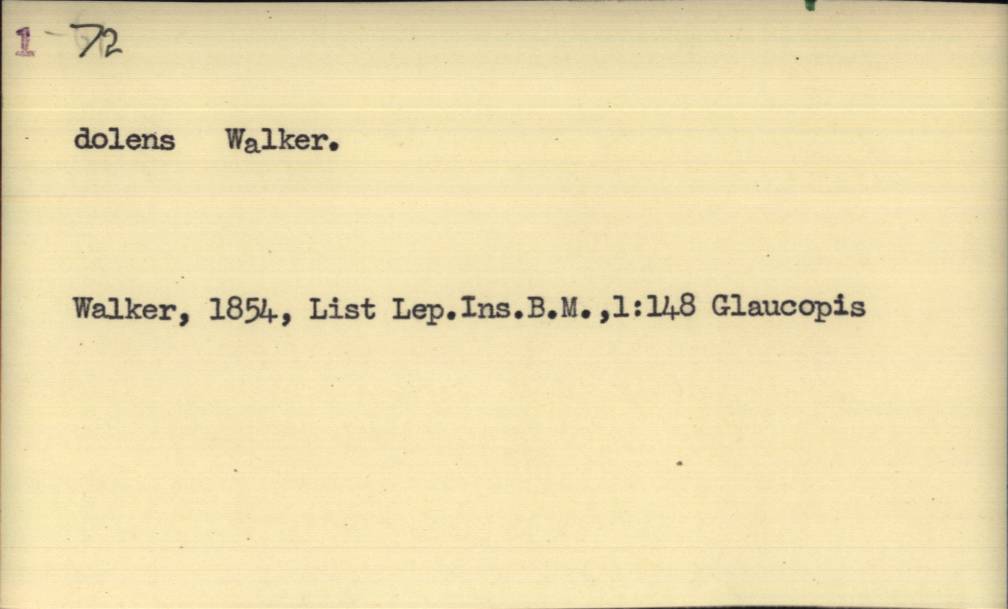 1 - 72
dolens Walker.
Walker, 1854, List Lep.Ins.B.M.,1:148 Glaucopis